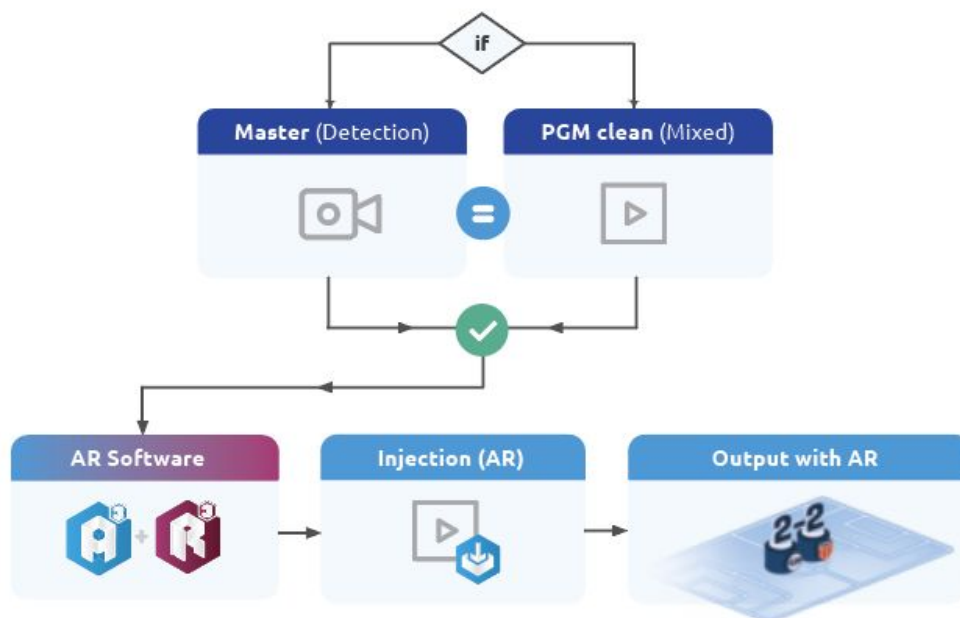 if
Master (Detection)
PGM clean (Mixed)
=
AR Software
Injection (AR)
Output with AR
A + R
2-2